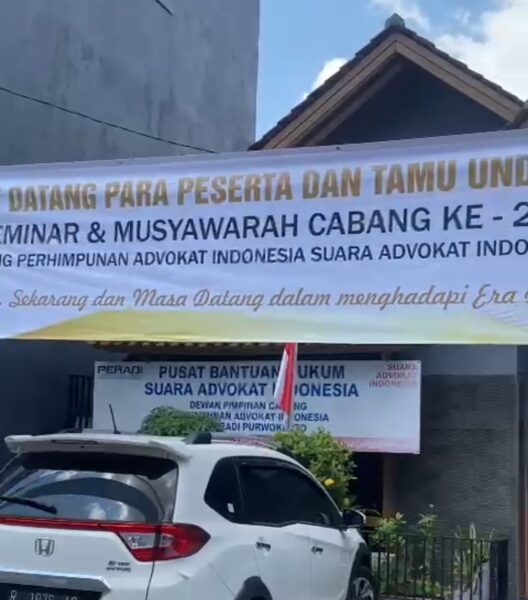 DATANG PARA PESERTA DAN TAMU UND
EMINAR & MUSYAWARAH CABANG KE - 2
NG PERHIMPUNAN ADVOKAT INDONESIA SUARA ADVOKAT INDO
Sekarang dan Masa Datang dalam menghadapi Era
PERADI
PUSAT BANTUAN HUKUM
SUARA ADVOKAT INDONESIA
SUARA
ADVOKAT
INDONESIA
DEWAN PIMPINAN CABANG
ADVOKAT INDONESIA
PURWOKERTO